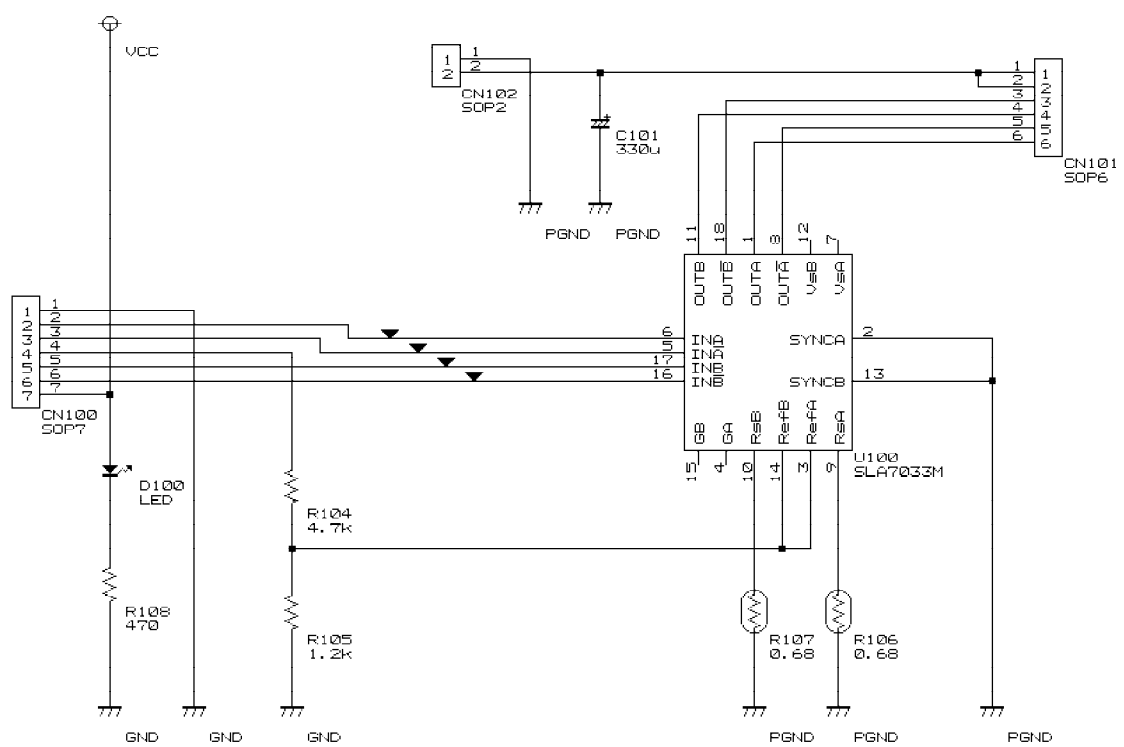 VCC
1
2
1
2
CN102
SOP2
C101
330u
PGND
PGND
1
2
3
4
5
6
1
2
3
4
5
6
CN101
SOP6
11
18
1
8
12
7
OUTB
OUTB̅
OUTA
OUTA̅
VsB
VsA
1
2
3
4
5
6
7
1
2
3
4
5
6
7
CN100
SOP7
6
5
17
16
INA
INA̅
INB
INB̅
SYNCA
2
SYNCB
13
GB
GA
RsB
RefB
RefA
RsA
15
4
10
14
3
9
U100
SLA7033M
D100
LED
R104
4.7k
R108
470
R105
1.2k
R107
0.68
R106
0.68
GND
GND
GND
PGND
PGND
PGND